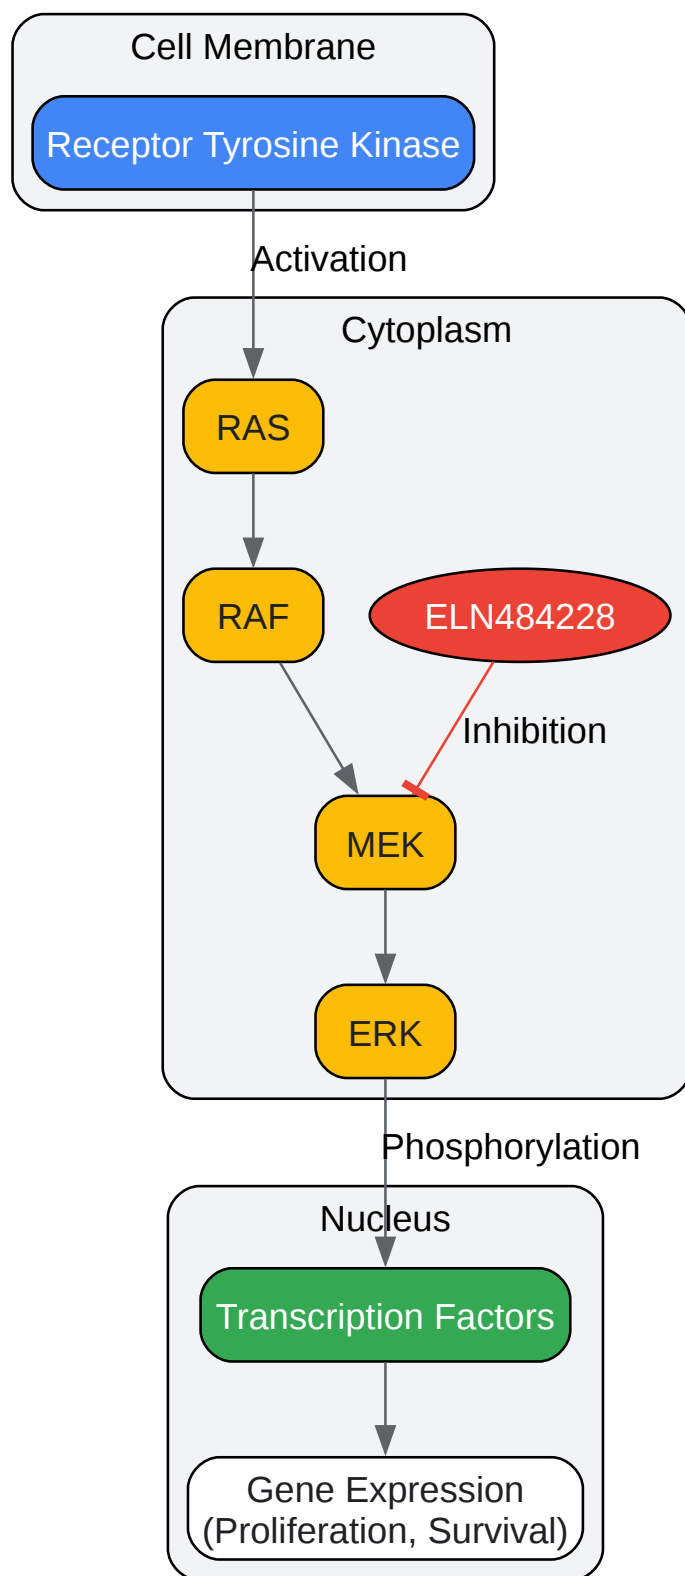 Cell Membrane
Receptor Tyrosine Kinase
Activation
Cytoplasm
RAS
RAF
ELN484228
Inhibition
MEK
ERK
Phosphorylation
Nucleus
Transcription Factors
Gene Expression
(Proliferation, Survival)